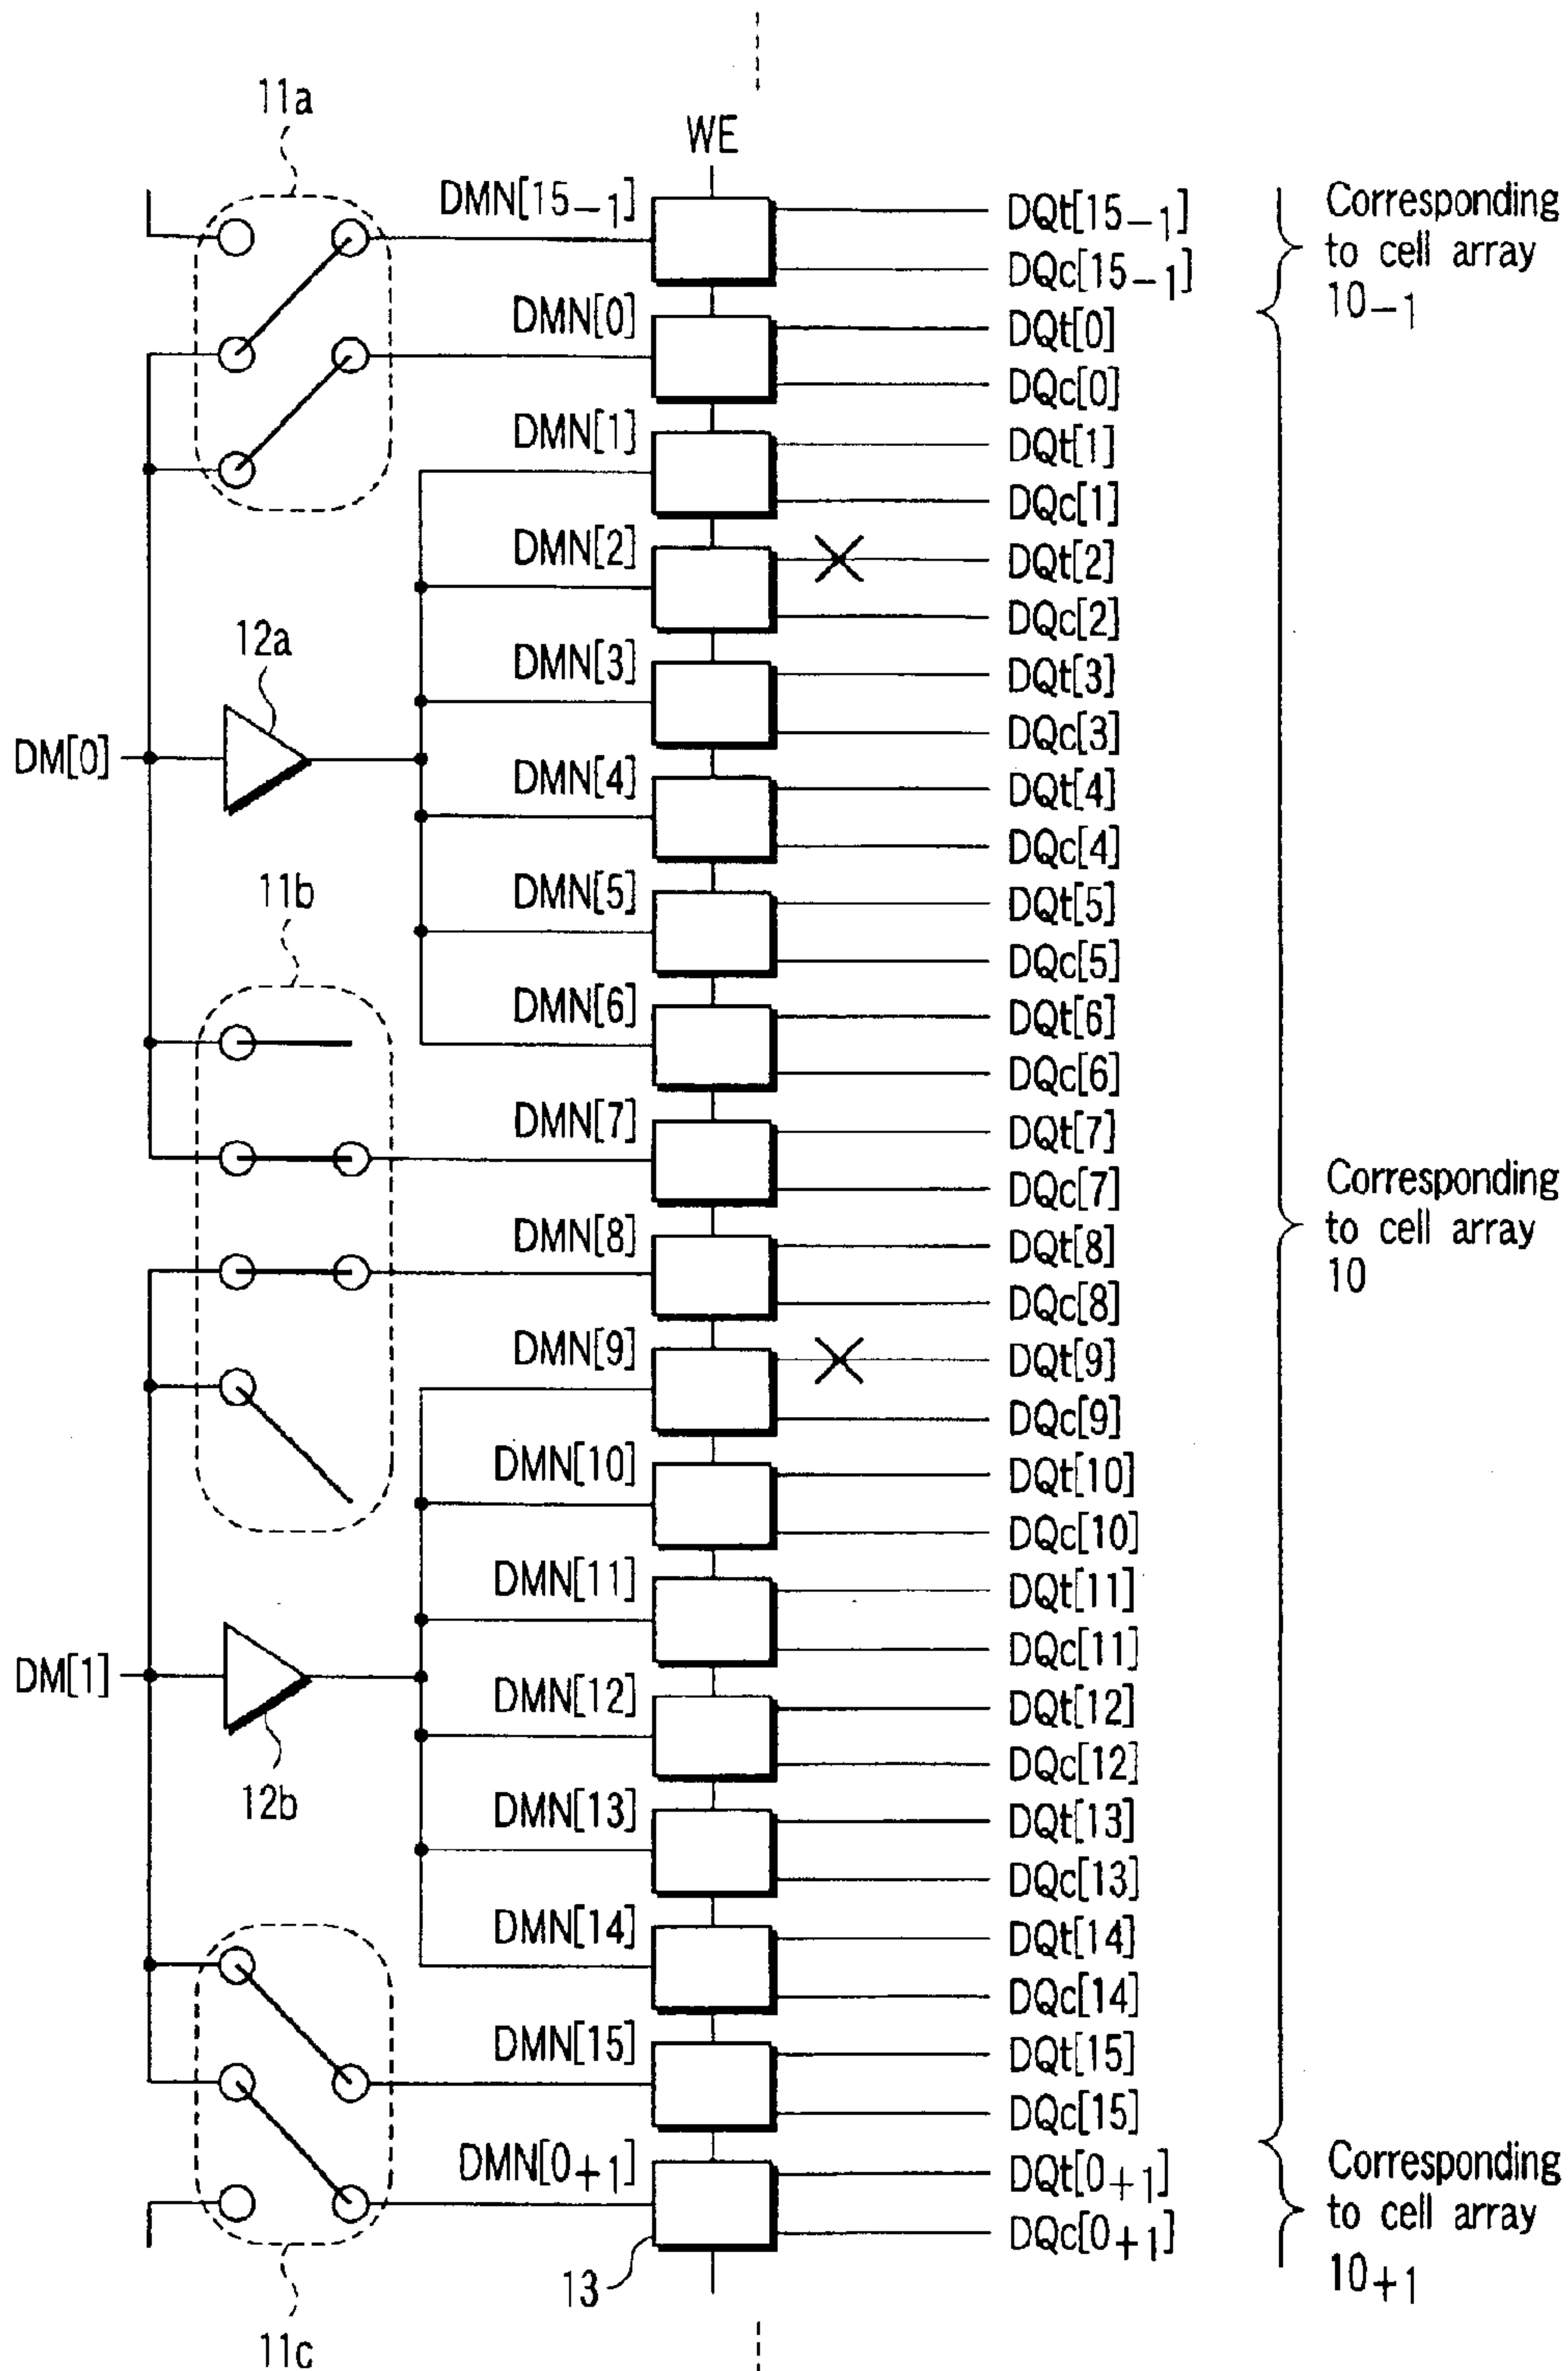 11a
WE
DMN[15-1]
DQt[15-1]
DQc[15-1]
Corresponding
to cell array
10-1
DMN[0]
DQt[0]
DQc[0]
DMN[1]
DQt[1]
DQc[1]
DMN[2]
DQt[2]
DQc[2]
12a
DMN[3]
DQt[3]
DQc[3]
DM[0]
DMN[4]
DQt[4]
DQc[4]
11b
DMN[5]
DQt[5]
DQc[5]
DMN[6]
DQt[6]
DQc[6]
DMN[7]
DQt[7]
DQc[7]
Corresponding
to cell array
10
DMN[8]
DQt[8]
DQc[8]
DMN[9]
DQt[9]
DQc[9]
DMN[10]
DQt[10]
DQc[10]
DMN[11]
DQt[11]
DQc[11]
DM[1]
DMN[12]
DQt[12]
DQc[12]
12b
DMN[13]
DQt[13]
DQc[13]
DMN[14]
DQt[14]
DQc[14]
DMN[15]
DQt[15]
DQc[15]
DMN[0+1]
DQt[0+1]
DQc[0+1]
Corresponding
to cell array
10+1
13
11c